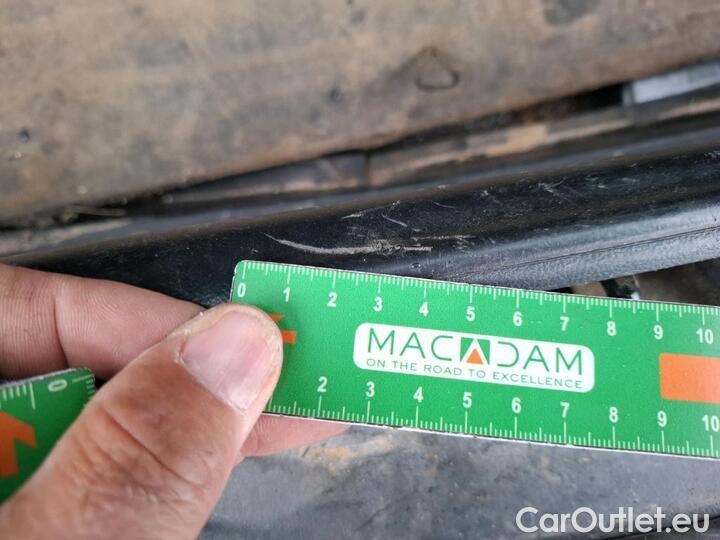 0 1 2 3 4 5 6 7 8 9 10
MACADAM
ON THE ROAD TO EXCELLENCE
0
2 3 4 5 6 7 8 9 10
CarOutlet.eu